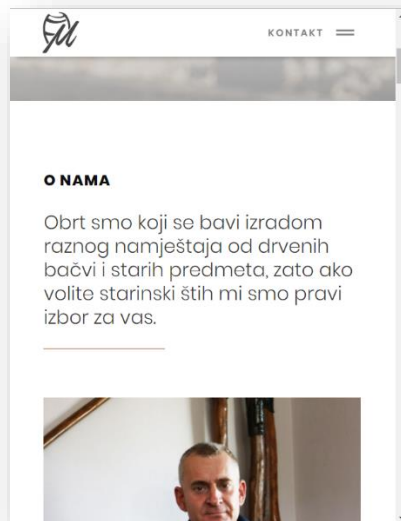 KONTAKT
O NAMA
Obrt smo koji se bavi izradom
raznog namještaja od drvenih
bačvi i starih predmeta, zato ako
volite starinski štih mi smo pravi
izbor za vas.